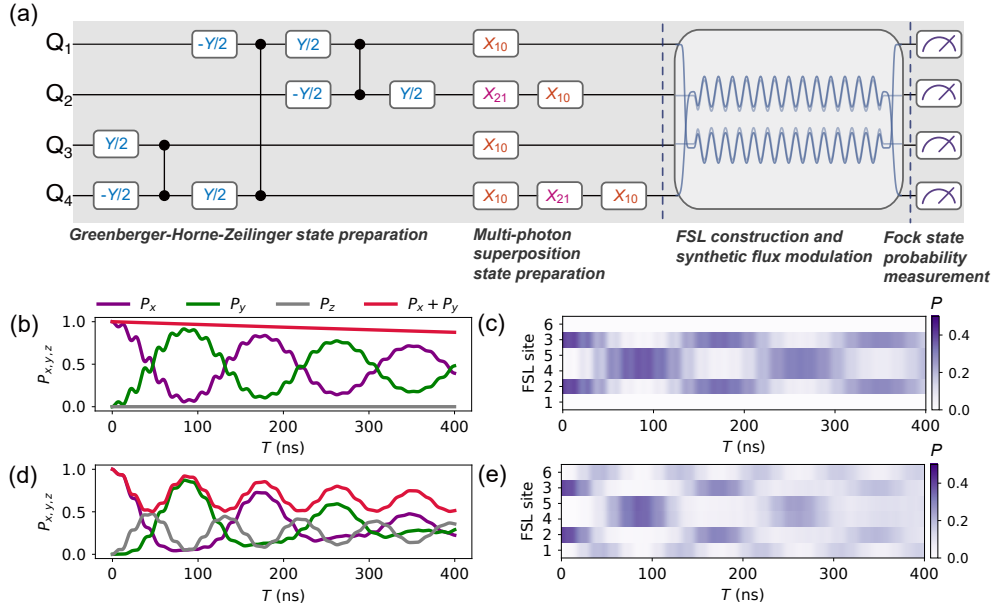 (a)
Q1 -Y/2 Y/2 X10
Q2 -Y/2 Y/2 X21 X10
Q3 Y/2 X10
Q4 -Y/2 Y/2 X10 X21 X10
Greenberger-Horne-Zeilinger state preparation
Multi-photon
superposition
state preparation
FSL construction and
synthetic flux modulation
Fock state
probability
measurement
(b)
Px Py Pz Px + Py
1.0
0.5
0.0
Px,y,z
0 100 200 300 400
T (ns)
(c)
P
FSL site
6
3
5
4
2
1
0 100 200 300 400
T (ns)
0.4
0.2
0.0
(d)
1.0
0.5
0.0
Px,y,z
0 100 200 300 400
T (ns)
(e)
P
FSL site
6
3
5
4
2
1
0 100 200 300 400
T (ns)
0.4
0.2
0.0